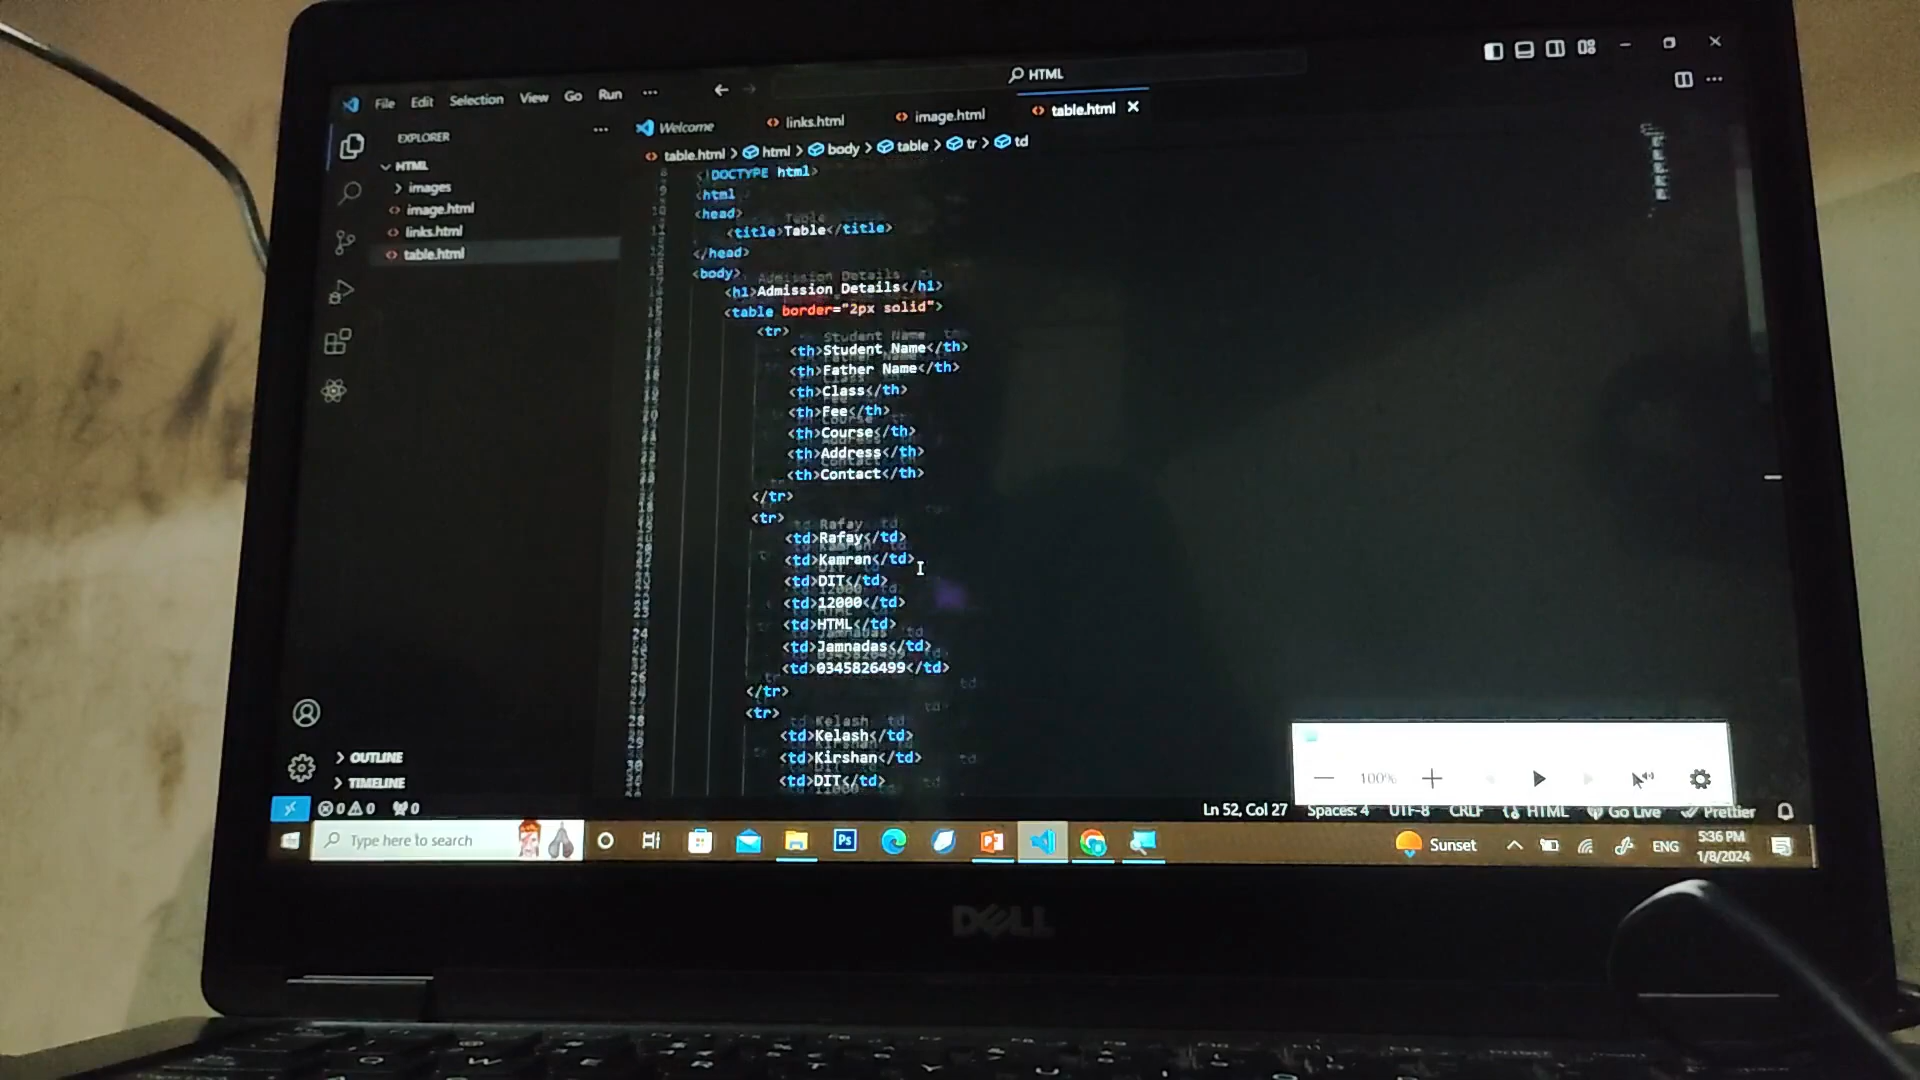 File Edit Selection View Go Run ... HTML
EXPLORER ...
Welcome links.html image.html table.html
table.html > html > body > table > tr > td
HTML
images
image.html
links.html
table.html
<!DOCTYPE html>
<html
<head>
<title>Table</title>
</head>
<body>
<h1>Admission Details</h1>
<table border="2px solid">
<tr>
<th>Student Name</th>
<th>Father Name</th>
<th>Class</th>
<th>Fee</th>
<th>Course</th>
<th>Address</th>
<th>Contact</th>
</tr>
<tr>
<td>Rafay</td>
<td>Kamran</td>
<td>DIT</td>
<td>12000</td>
<td>HTML</td>
<td>Jamnadas</td>
<td>0345826499</td>
</tr>
<tr>
<td>Kelash</td>
<td>Kirshan</td>
<td>DIT</td>
OUTLINE
TIMELINE
100%
0 0 0 Ln 52, Col 27 Spaces: 4 UTF-8 CRLF HTML Go Live Prettier
Type here to search Ps Sunset ENG 5:36 PM
1/8/2024
DELL